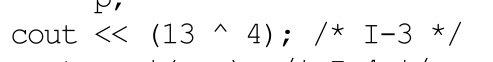 p;
cout << (13 ^ 4); /* I-3 */